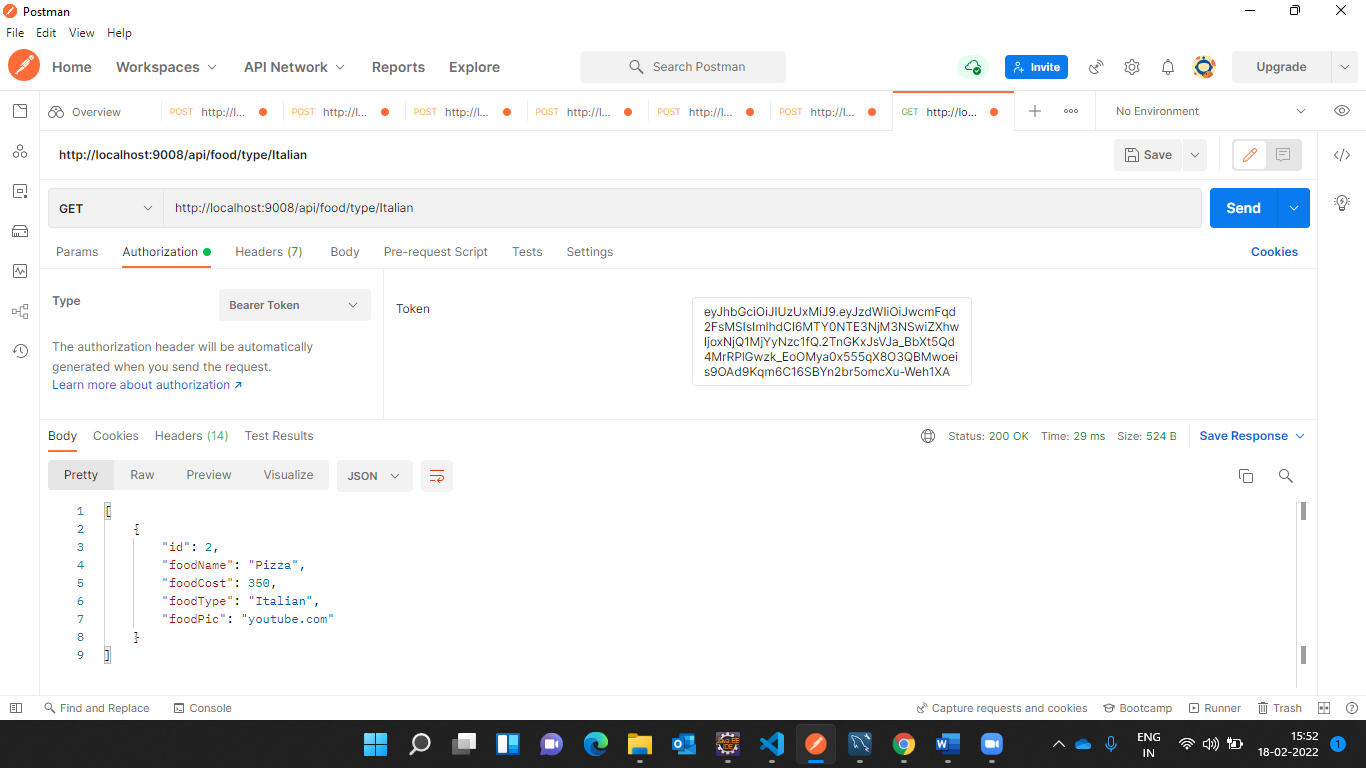 Postman
File Edit View Help
Home Workspaces API Network Reports Explore Search Postman Invite Upgrade
Overview POST http://l... POST http://l... POST http://l... POST http://l... POST http://l... POST http://l... GET http://lo... No Environment
http://localhost:9008/api/food/type/Italian Save
GET http://localhost:9008/api/food/type/Italian Send
Params Authorization Headers (7) Body Pre-request Script Tests Settings Cookies
Type Bearer Token
The authorization header will be automatically
generated when you send the request.
Learn more about authorization ↗
Token
eyJhbGciOiJIUzUxMiJ9.eyJzdWIiOiJwcmFqd
2FsMSIsImlhdCI6MTY0NTE3NjM3NSwiZXhw
IjoxNjQ1MjYyNzc1fQ.2TnGKxJsVJa_BbXt5Qd
4MrRPlGwzk_EoOMya0x555qX8O3QBMwoei
s9OAd9Kqm6C16SBYn2br5omcXu-Weh1XA
Body Cookies Headers (14) Test Results Status: 200 OK Time: 29 ms Size: 524 B Save Response
Pretty Raw Preview Visualize JSON
1 [
2 {
3 "id": 2,
4 "foodName": "Pizza",
5 "foodCost": 350,
6 "foodType": "Italian",
7 "foodPic": "youtube.com"
8 }
9 ]
Find and Replace Console Capture requests and cookies Bootcamp Runner Trash
ENG
IN
15:52
18-02-2022
1